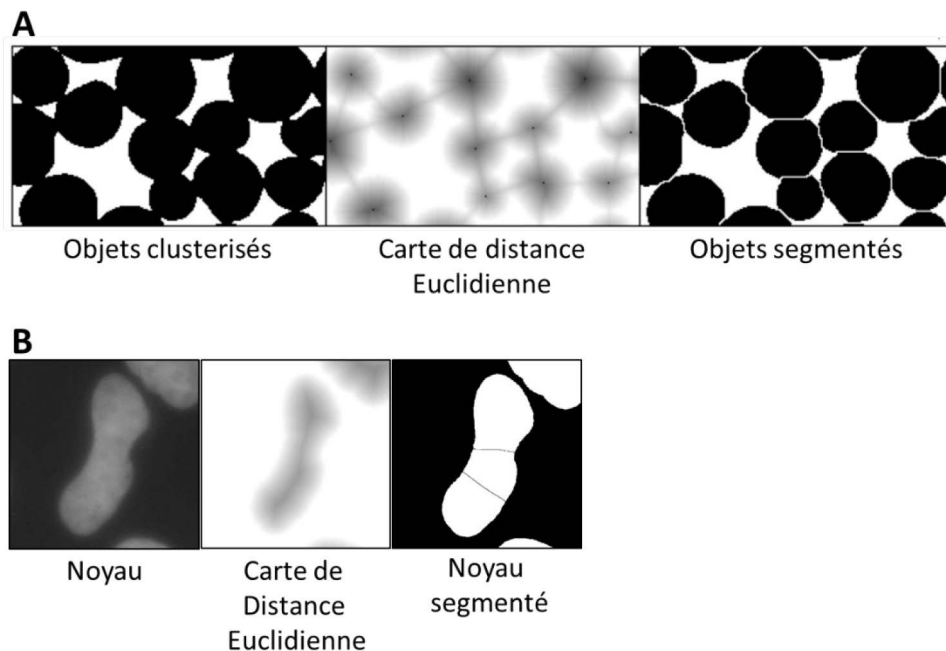 A
Objets clusterisés
Carte de distance
Euclidienne
Objets segmentés
B
Noyau
Carte de
Distance
Euclidienne
Noyau
segmenté